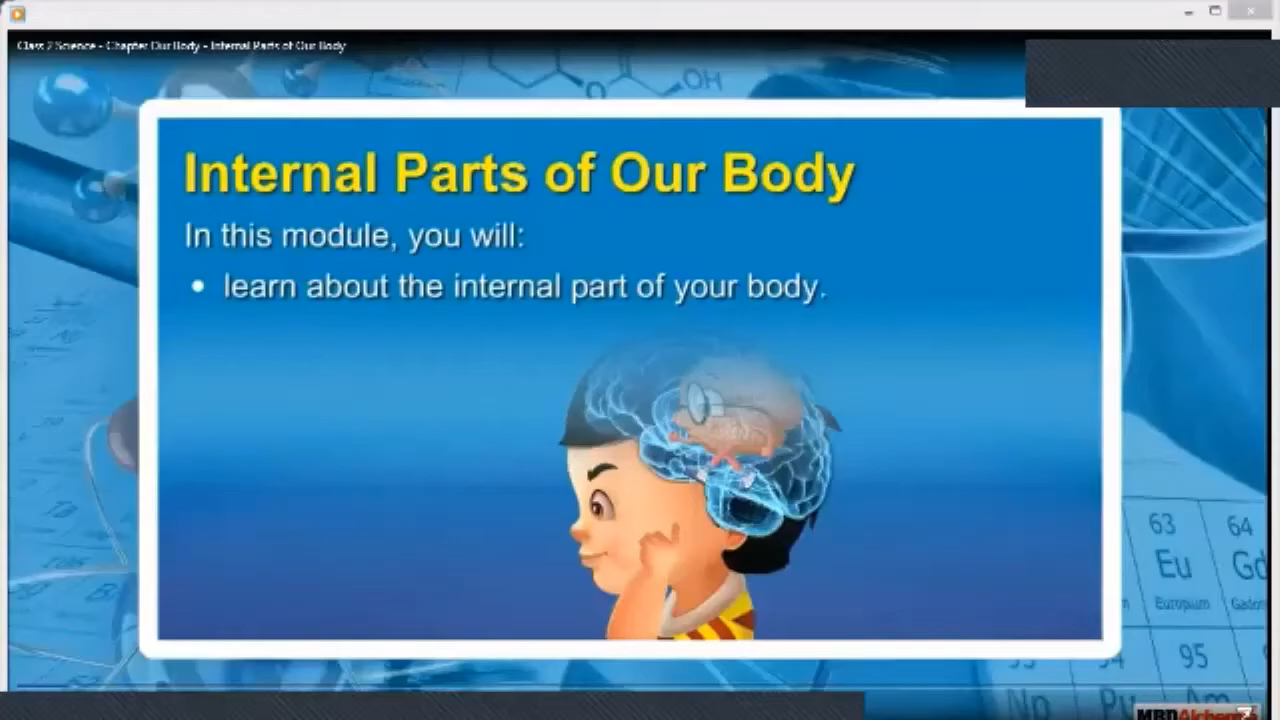 Class 2 Science - Chapter Our Body - Internal Parts of Our Body
OH
O
Internal Parts of Our Body
In this module, you will:
• learn about the internal part of your body.
63
64
Eu
Gd
Europium
95
Am